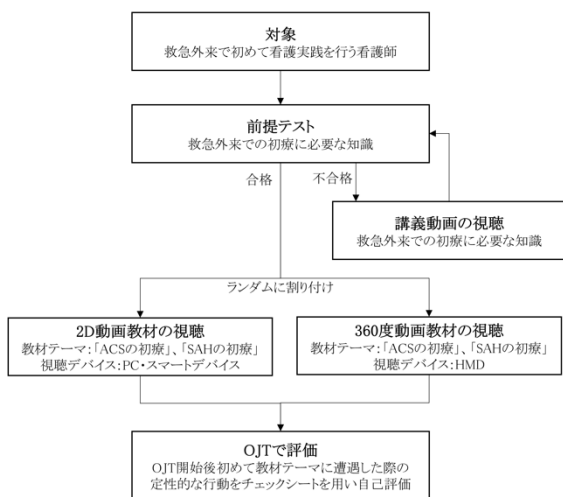 対象
救急外来で初めて看護実践を行う看護師
前提テスト
救急外来での初療に必要な知識
合格
不合格
講義動画の視聴
救急外来での初療に必要な知識
ランダムに割り付け
2D動画教材の視聴
教材テーマ:「ACSの初療」、「SAHの初療」
視聴デバイス:PC・スマートデバイス
360度動画教材の視聴
教材テーマ:「ACSの初療」、「SAHの初療」
視聴デバイス:HMD
OJTで評価
OJT開始後初めて教材テーマに遭遇した際の
定性的な行動をチェックシートを用い自己評価